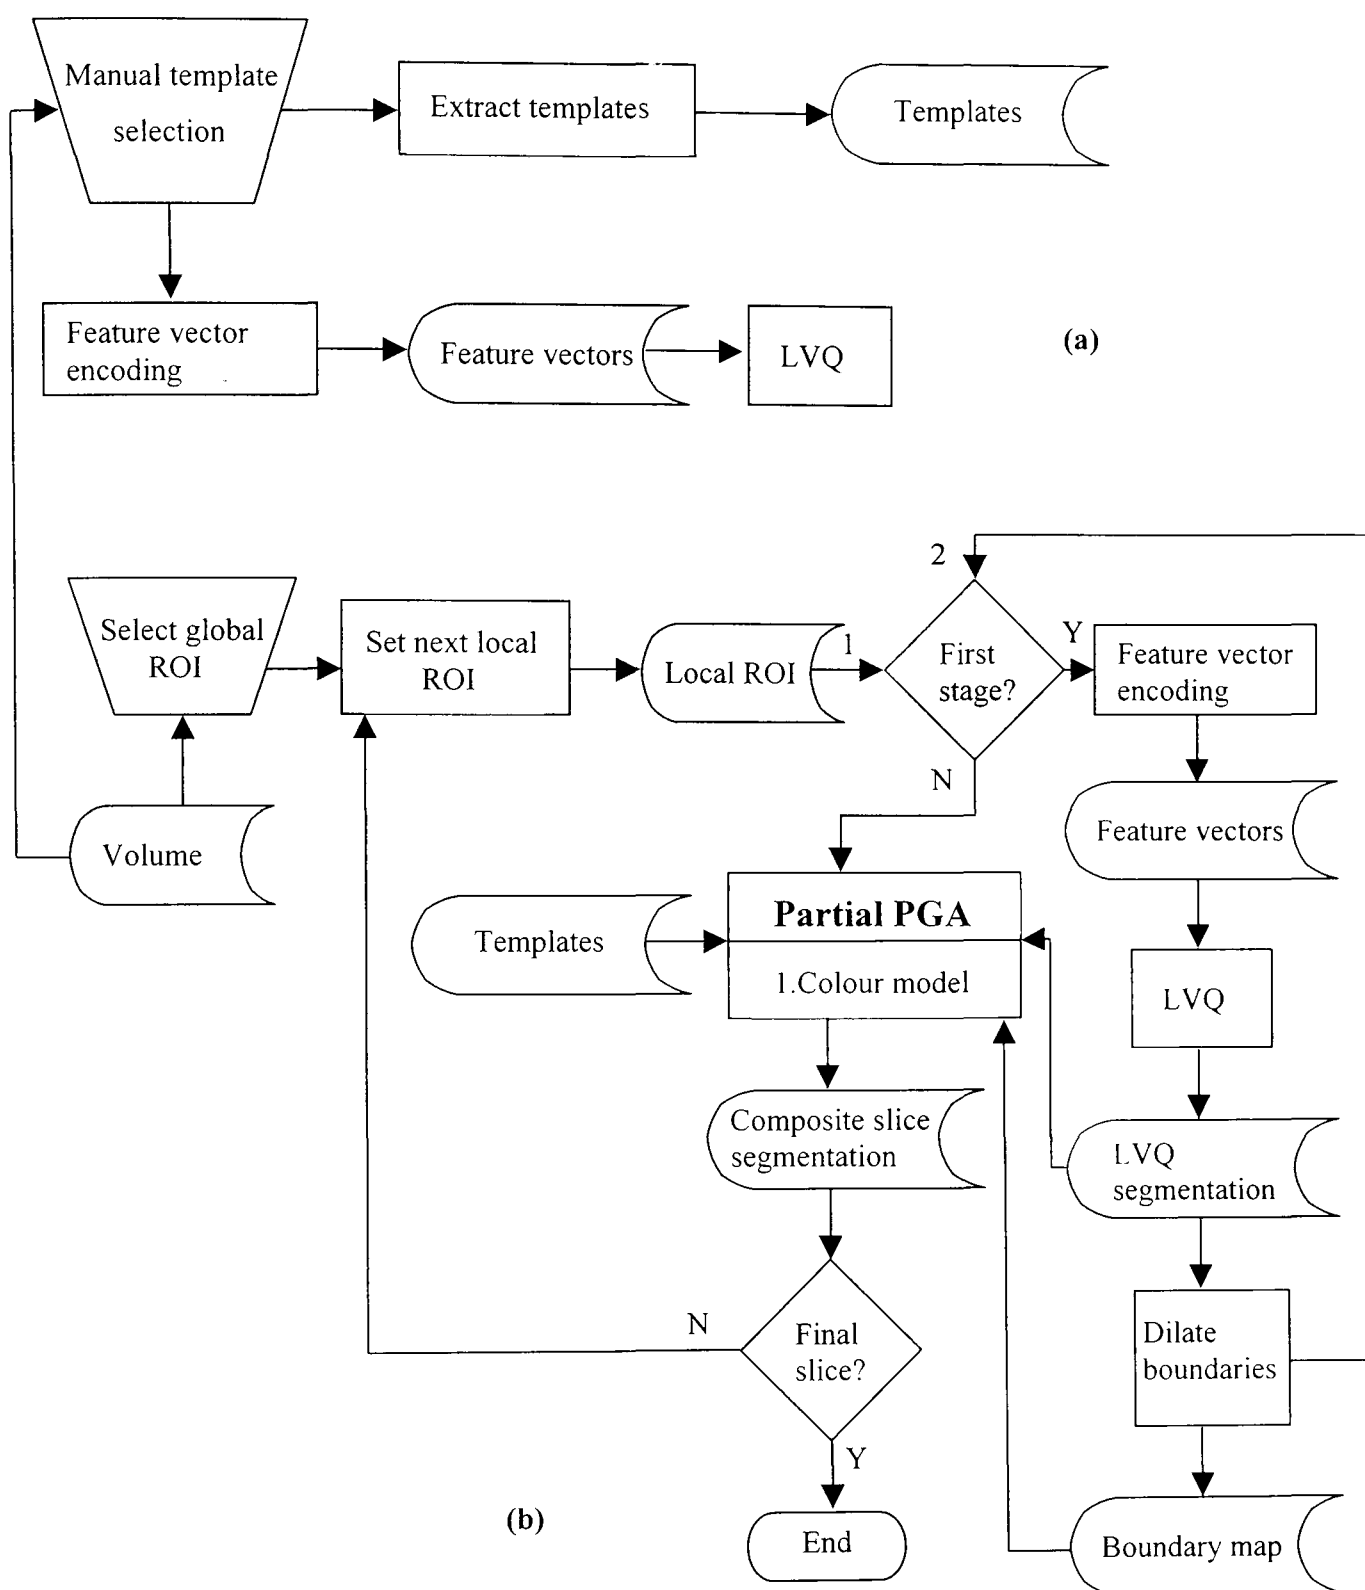 Manual template
selection
Extract templates
Templates
Feature vector
encoding
Feature vectors
LVQ
(a)
2
Select global
ROI
Set next local
ROI
Local ROI
1
First
stage?
Y
Feature vector
encoding
N
Volume
Feature vectors
Templates
Partial PGA
1.Colour model
LVQ
Composite slice
segmentation
LVQ
segmentation
N
Final
slice?
Dilate
boundaries
Y
(b)
End
Boundary map